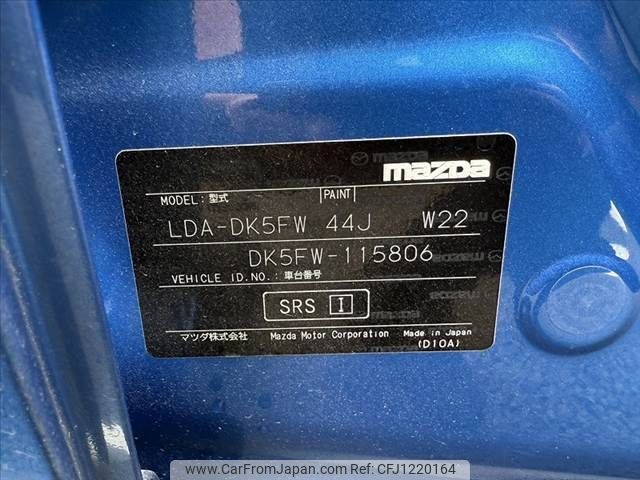 mazda
MODEL: 型式 PAINT
LDA-DK5FW 44J W22
DK5FW-115806
VEHICLE ID.NO.: 車台番号
SRS I
マツダ株式会社 Mazda Motor Corporation Made in Japan
(D10A)
www.CarFromJapan.com - Ref. No: CFJ1220164